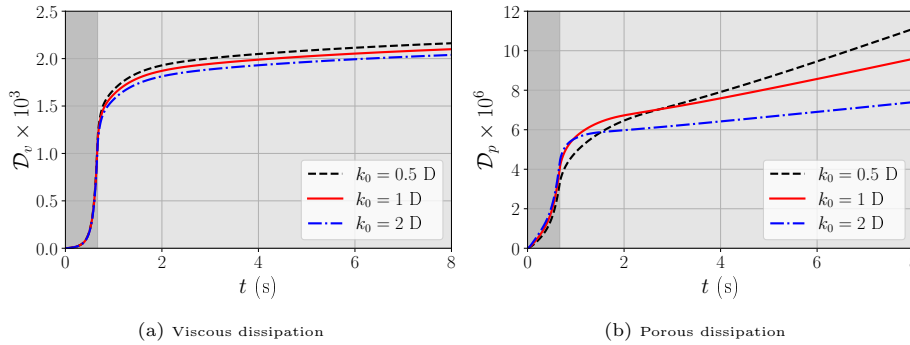 2.5
2.0
1.5
1.0
0.5
0.0
0 2 4 6 8
𝒟_v × 10^3
t (s)
k_0 = 0.5 D
k_0 = 1 D
k_0 = 2 D
(a) Viscous dissipation
12
10
8
6
4
2
0
0 2 4 6
𝒟_p × 10^6
t (s)
k_0 = 0.5 D
k_0 = 1 D
k_0 = 2 D
(b) Porous dissipation